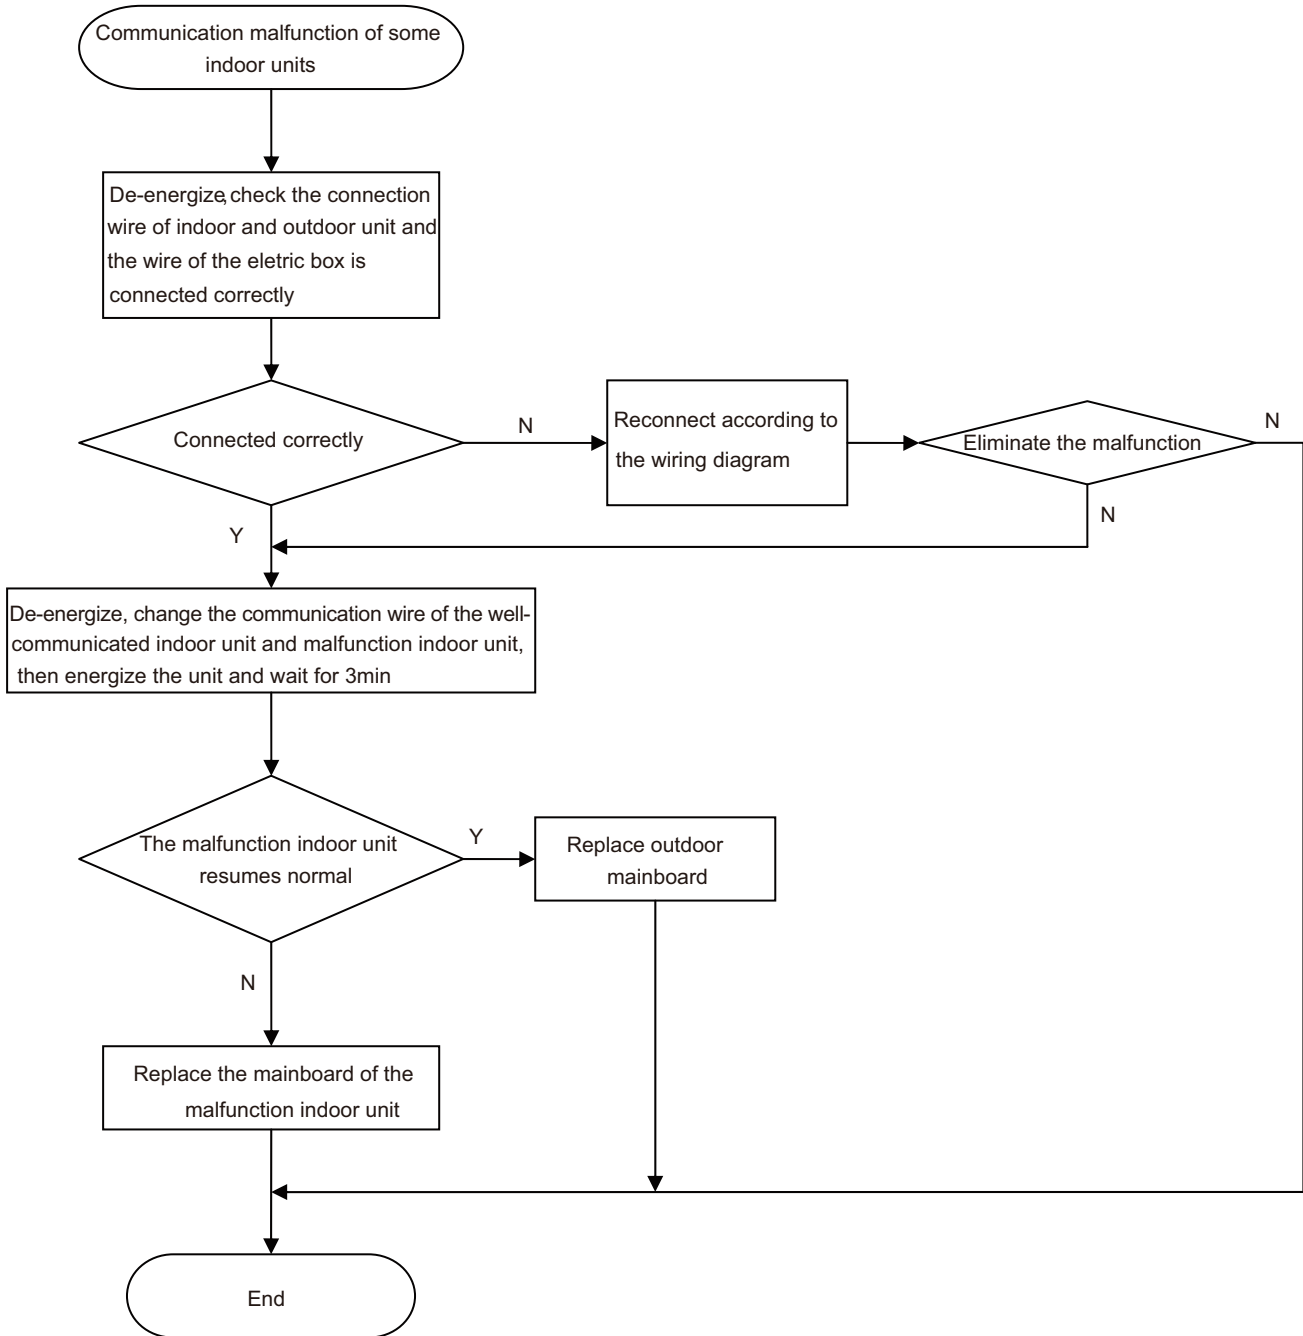 Communication malfunction of some
indoor units
De-energize,check the connection
wire of indoor and outdoor unit and
the wire of the eletric box is
connected correctly
Connected correctly
N
Reconnect according to
the wiring diagram
Eliminate the malfunction
N
N
Y
De-energize, change the communication wire of the well-
communicated indoor unit and malfunction indoor unit,
then energize the unit and wait for 3min
The malfunction indoor unit
resumes normal
Y
Replace outdoor
mainboard
N
Replace the mainboard of the
malfunction indoor unit
End